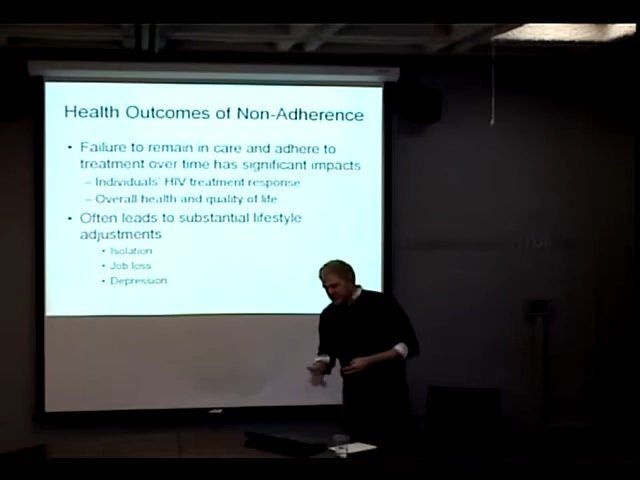 Health Outcomes of Non-Adherence
• Failure to remain in care and adhere to
treatment over time has significant impacts
– Individuals' HIV treatment response
– Overall health and quality of life
• Often leads to substantial lifestyle
adjustments
• Isolation
• Job loss
• Depression